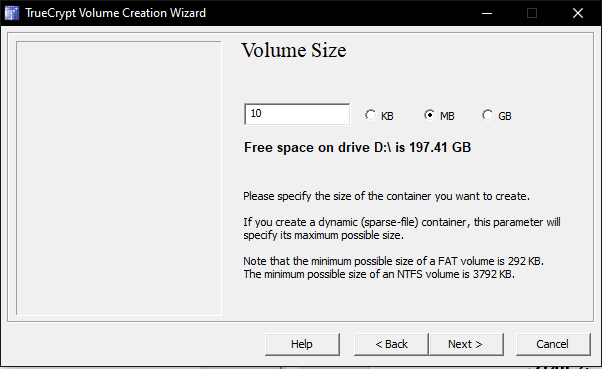 TrueCrypt Volume Creation Wizard
Volume Size
10 KB MB GB
Free space on drive D:\ is 197.41 GB
Please specify the size of the container you want to create.
If you create a dynamic (sparse-file) container, this parameter will
specify its maximum possible size.
Note that the minimum possible size of a FAT volume is 292 KB.
The minimum possible size of an NTFS volume is 3792 KB.
Help < Back Next > Cancel